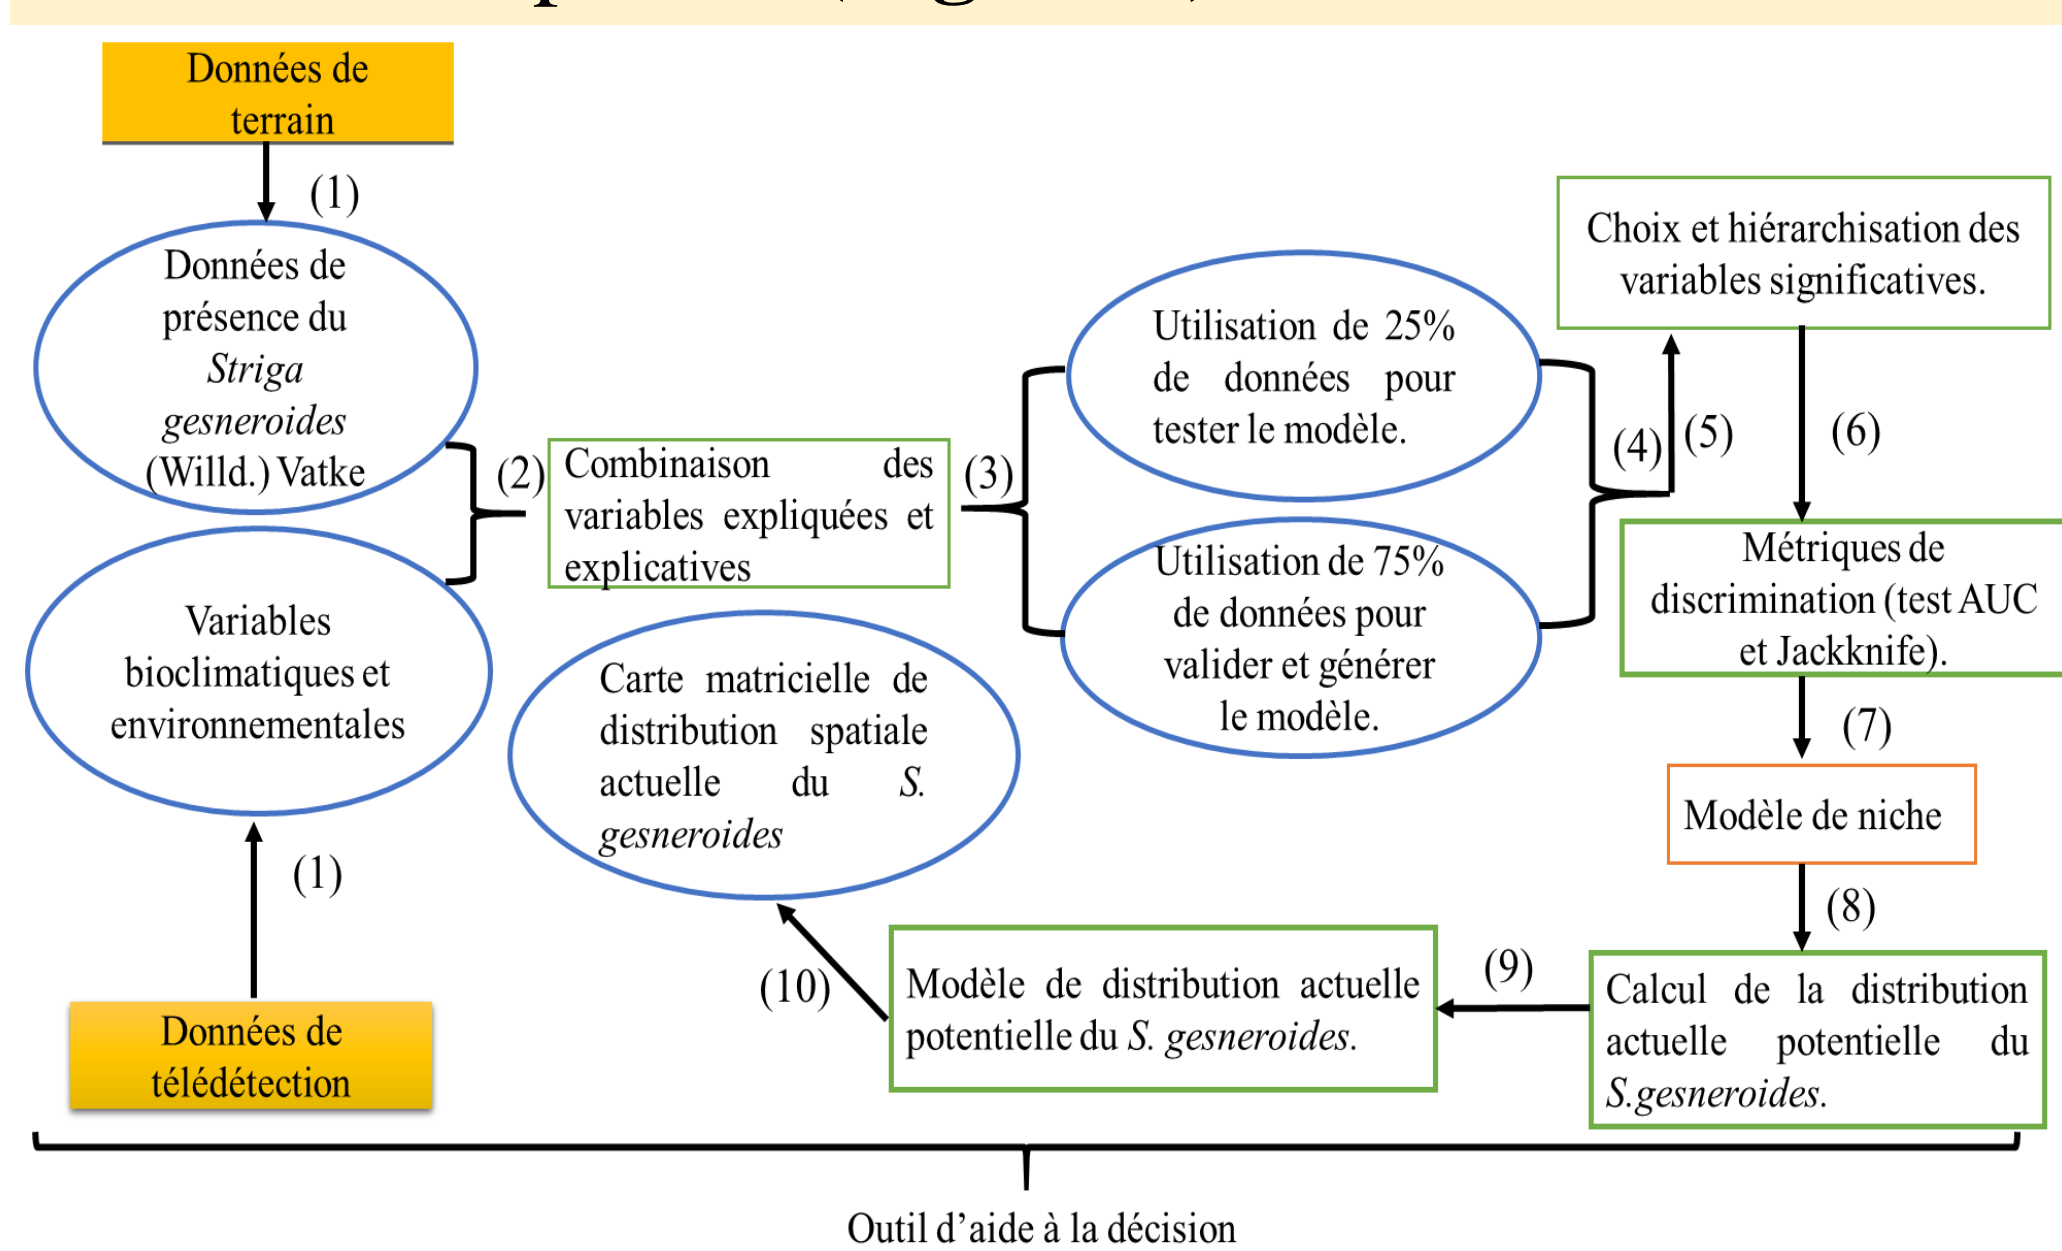 Données de
terrain
(1)
Données de
présence du
Striga
gesneroides
(Willd.) Vatke
Variables
bioclimatiques et
environnementales
(1)
Données de
télédétection
(2)
Combinaison des
variables expliquées et
explicatives
(3)
Utilisation de 25%
de données pour
tester le modèle.
Utilisation de 75%
de données pour
valider et générer
le modèle.
(4)
(5)
Choix et hiérarchisation des
variables significatives.
(6)
Métriques de
discrimination (test AUC
et Jackknife).
(7)
Modèle de niche
(8)
Calcul de la distribution
actuelle potentielle du
S.gesneroides.
(9)
Modèle de distribution actuelle
potentielle du S. gesneroides.
(10)
Carte matricielle de
distribution spatiale
actuelle du S.
gesneroides
Outil d’aide à la décision